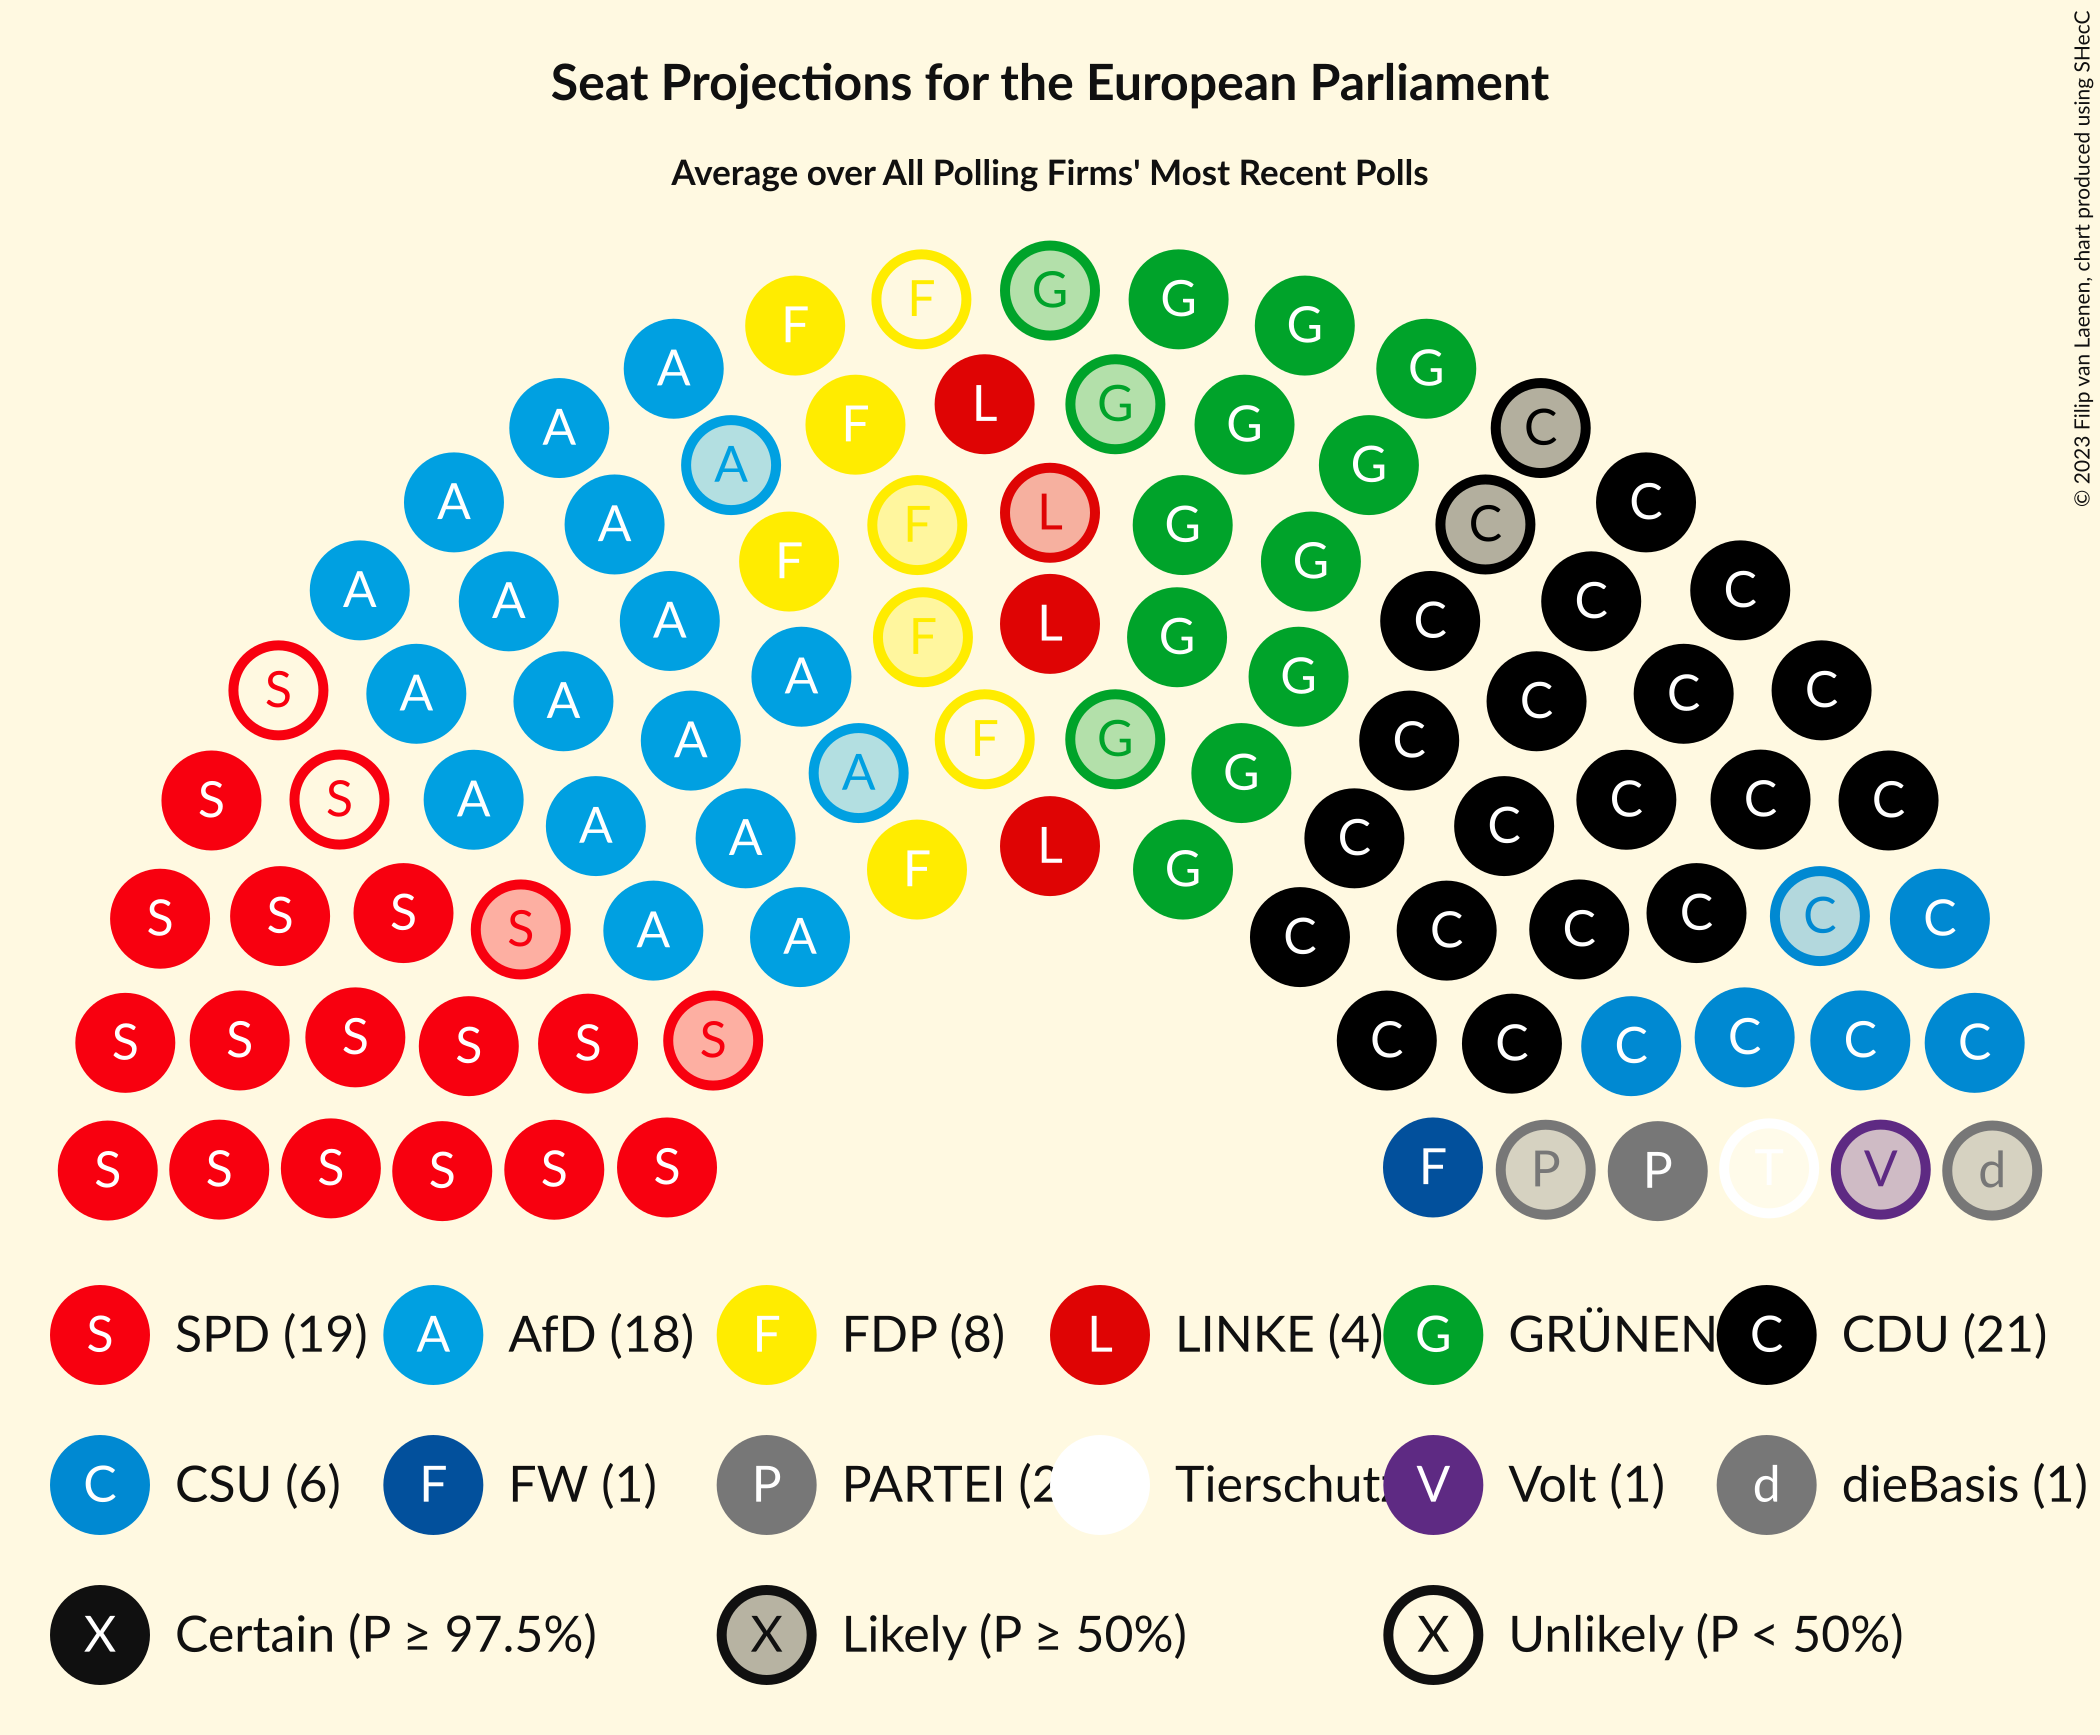 Seat Projections for the European Parliament
Average over All Polling Firms' Most Recent Polls
© 2023 Filip van Laenen, chart produced using SHecC
F G G G
F A F
A L G G
C
A A F G G
C
A A F L G
C C
A A F G G
C C
A A F L G
C C C
S A A A G
C C C
A A F G
C C
S S A A G
C C C C
A A
C C
F L G
S S S S A A
C C C C C C
S S S S S S
C C C C C C
S S S S S S
F P P T V d
S SPD (19) A AfD (18) F FDP (8) L LINKE (4) G GRÜNEN C CDU (21)
C CSU (6) F FW (1) P PARTEI (2 Tierschutz V Volt (1) d dieBasis (1)
X Certain (P ≥ 97.5%) X Likely (P ≥ 50%) X Unlikely (P < 50%)